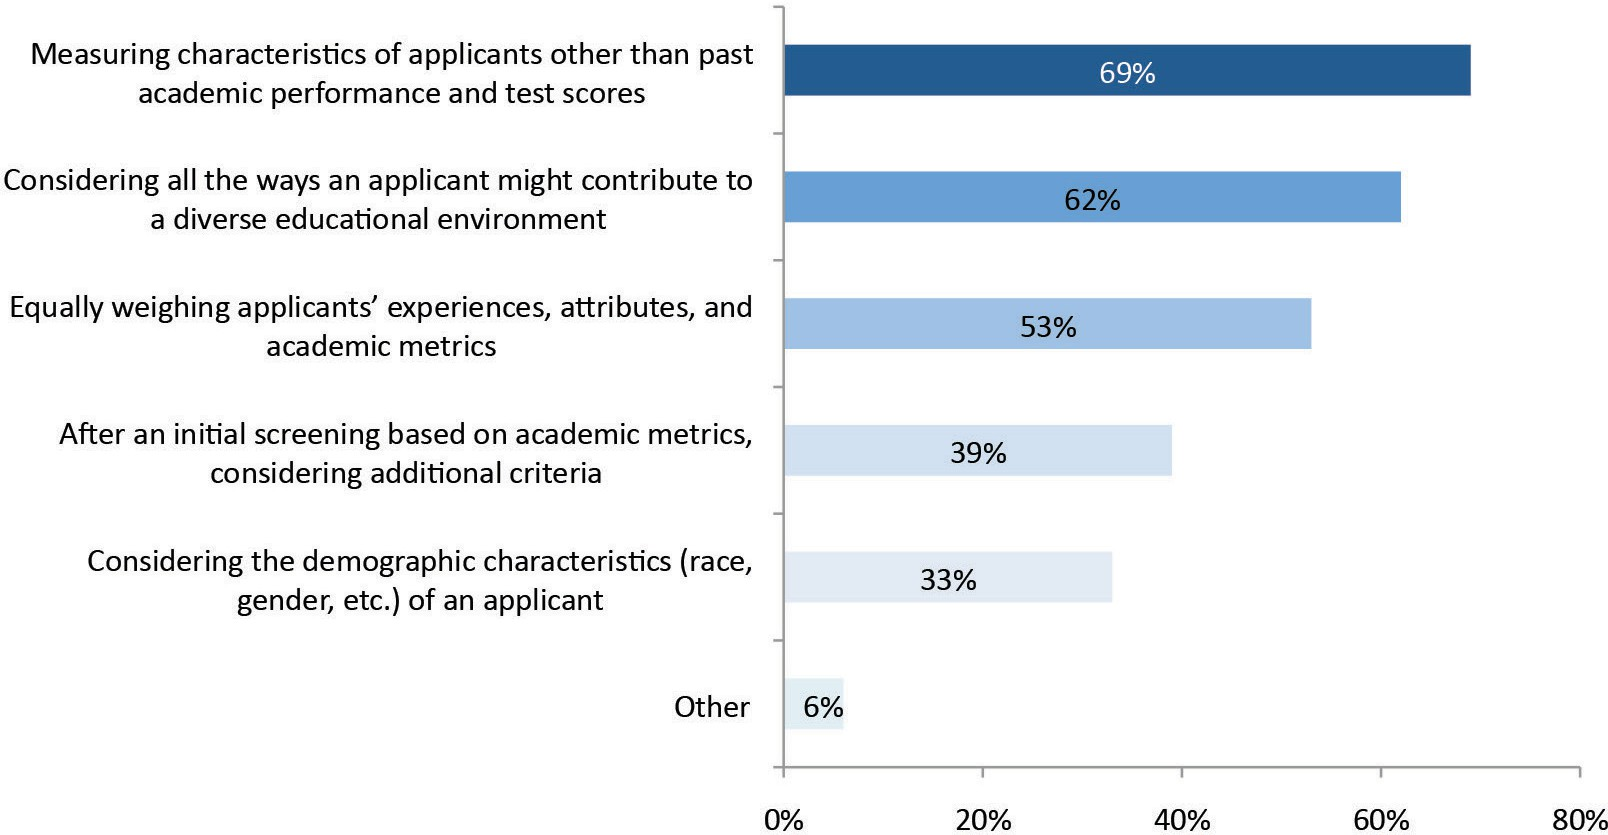 Measuring characteristics of applicants other than past
academic performance and test scores
69%
Considering all the ways an applicant might contribute to
a diverse educational environment
62%
Equally weighing applicants’ experiences, attributes, and
academic metrics
53%
After an initial screening based on academic metrics,
considering additional criteria
39%
Considering the demographic characteristics (race,
gender, etc.) of an applicant
33%
Other
6%
0% 20% 40% 60% 80%